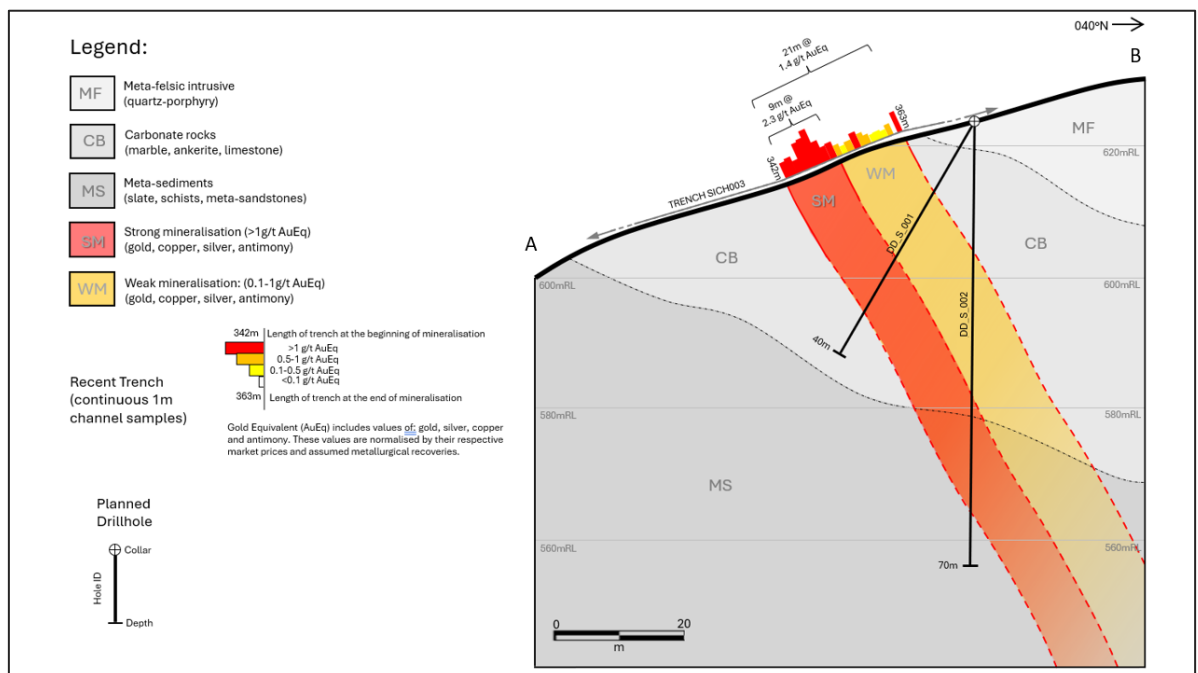 Legend:
MF
Meta-felsic intrusive
(quartz-porphyry)
CB
Carbonate rocks
(marble, ankerite, limestone)
MS
Meta-sediments
(slate, schists, meta-sandstones)
SM
Strong mineralisation (>1g/t AuEq)
(gold, copper, silver, antimony)
WM
Weak mineralisation: (0.1-1g/t AuEq)
(gold, copper, silver, antimony)
Recent Trench
(continuous 1m
channel samples)
342m
Length of trench at the beginning of mineralisation
>1 g/t AuEq
0.5-1 g/t AuEq
0.1-0.5 g/t AuEq
<0.1 g/t AuEq
363m
Length of trench at the end of mineralisation
Gold Equivalent (AuEq) includes values of: gold, silver, copper
and antimony. These values are normalised by their respective
market prices and assumed metallurgical recoveries.
Planned
Drillhole
Collar
Hole ID
Depth
040ºN
B
A
21m @
1.4 g/t AuEq
9m @
2.3 g/t AuEq
342m
363m
TRENCH SICH003
MF
620mRL
WM
SM
CB
CB
DD_S_001
DD_S_002
600mRL
600mRL
40m
580mRL
580mRL
MS
560mRL
560mRL
70m
0
20
m